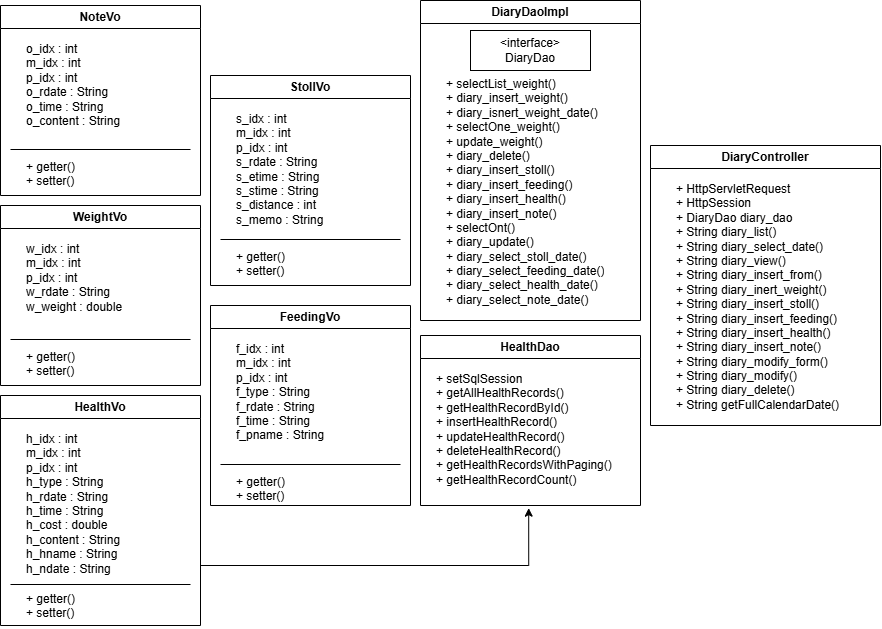 NoteVo
o_idx : int
m_idx : int
p_idx : int
o_rdate : String
o_time : String
o_content : String
+ getter()
+ setter()
WeightVo
w_idx : int
m_idx : int
p_idx : int
w_rdate : String
w_weight : double
+ getter()
+ setter()
HealthVo
h_idx : int
m_idx : int
p_idx : int
h_type : String
h_rdate : String
h_time : String
h_cost : double
h_content : String
h_hname : String
h_ndate : String
+ getter()
+ setter()
StollVo
s_idx : int
m_idx : int
p_idx : int
s_rdate : String
s_etime : String
s_stime : String
s_distance : int
s_memo : String
+ getter()
+ setter()
FeedingVo
f_idx : int
m_idx : int
p_idx : int
f_type : String
f_rdate : String
f_time : String
f_pname : String
+ getter()
+ setter()
DiaryDaoImpl
<interface>
DiaryDao
+ selectList_weight()
+ diary_insert_weight()
+ diary_isnert_weight_date()
+ selectOne_weight()
+ update_weight()
+ diary_delete()
+ diary_insert_stoll()
+ diary_insert_feeding()
+ diary_insert_health()
+ diary_insert_note()
+ selectOnt()
+ diary_update()
+ diary_select_stoll_date()
+ diary_select_feeding_date()
+ diary_select_health_date()
+ diary_select_note_date()
HealthDao
+ setSqlSession
+ getAllHealthRecords()
+ getHealthRecordById()
+ insertHealthRecord()
+ updateHealthRecord()
+ deleteHealthRecord()
+ getHealthRecordsWithPaging()
+ getHealthRecordCount()
DiaryController
+ HttpServletRequest
+ HttpSession
+ DiaryDao diary_dao
+ String diary_list()
+ String diary_select_date()
+ String diary_view()
+ String diary_insert_from()
+ String diary_inert_weight()
+ String diary_insert_stoll()
+ String diary_insert_feeding()
+ String diary_insert_health()
+ String diary_insert_note()
+ String diary_modify_form()
+ String diary_modify()
+ String diary_delete()
+ String getFullCalendarDate()